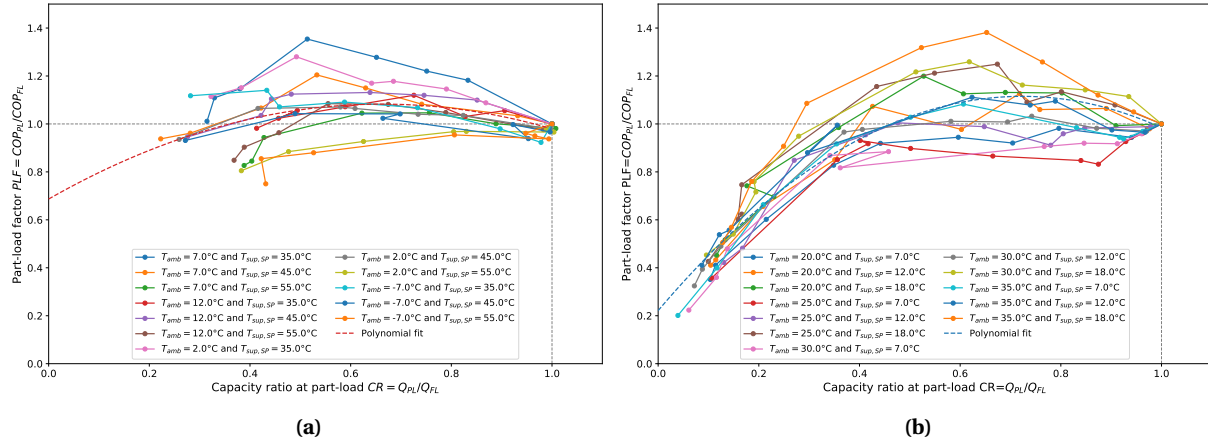 Part-load factor PLF = COP_PL/COP_FL
1.4
1.2
1.0
0.8
0.6
0.4
0.2
0.0
T_amb = 7.0°C and T_sup,SP = 35.0°C
T_amb = 7.0°C and T_sup,SP = 45.0°C
T_amb = 7.0°C and T_sup,SP = 55.0°C
T_amb = 12.0°C and T_sup,SP = 35.0°C
T_amb = 12.0°C and T_sup,SP = 45.0°C
T_amb = 12.0°C and T_sup,SP = 55.0°C
T_amb = 2.0°C and T_sup,SP = 35.0°C
T_amb = 2.0°C and T_sup,SP = 45.0°C
T_amb = 2.0°C and T_sup,SP = 55.0°C
T_amb = -7.0°C and T_sup,SP = 35.0°C
T_amb = -7.0°C and T_sup,SP = 45.0°C
T_amb = -7.0°C and T_sup,SP = 55.0°C
Polynomial fit
0.0 0.2 0.4 0.6 0.8 1.0
Capacity ratio at part-load CR = Q_PL/Q_FL
(a)
Part-load factor PLF=COP_PL/COP_FL
1.4
1.2
1.0
0.8
0.6
0.4
0.2
0.0
T_amb = 20.0°C and T_sup,SP = 7.0°C
T_amb = 20.0°C and T_sup,SP = 12.0°C
T_amb = 20.0°C and T_sup,SP = 18.0°C
T_amb = 25.0°C and T_sup,SP = 7.0°C
T_amb = 25.0°C and T_sup,SP = 12.0°C
T_amb = 25.0°C and T_sup,SP = 18.0°C
T_amb = 30.0°C and T_sup,SP = 7.0°C
T_amb = 30.0°C and T_sup,SP = 12.0°C
T_amb = 30.0°C and T_sup,SP = 18.0°C
T_amb = 35.0°C and T_sup,SP = 7.0°C
T_amb = 35.0°C and T_sup,SP = 12.0°C
T_amb = 35.0°C and T_sup,SP = 18.0°C
Polynomial fit
0.0 0.2 0.4 0.6 0.8 1.0
Capacity ratio at part-load CR=Q_PL/Q_FL
(b)